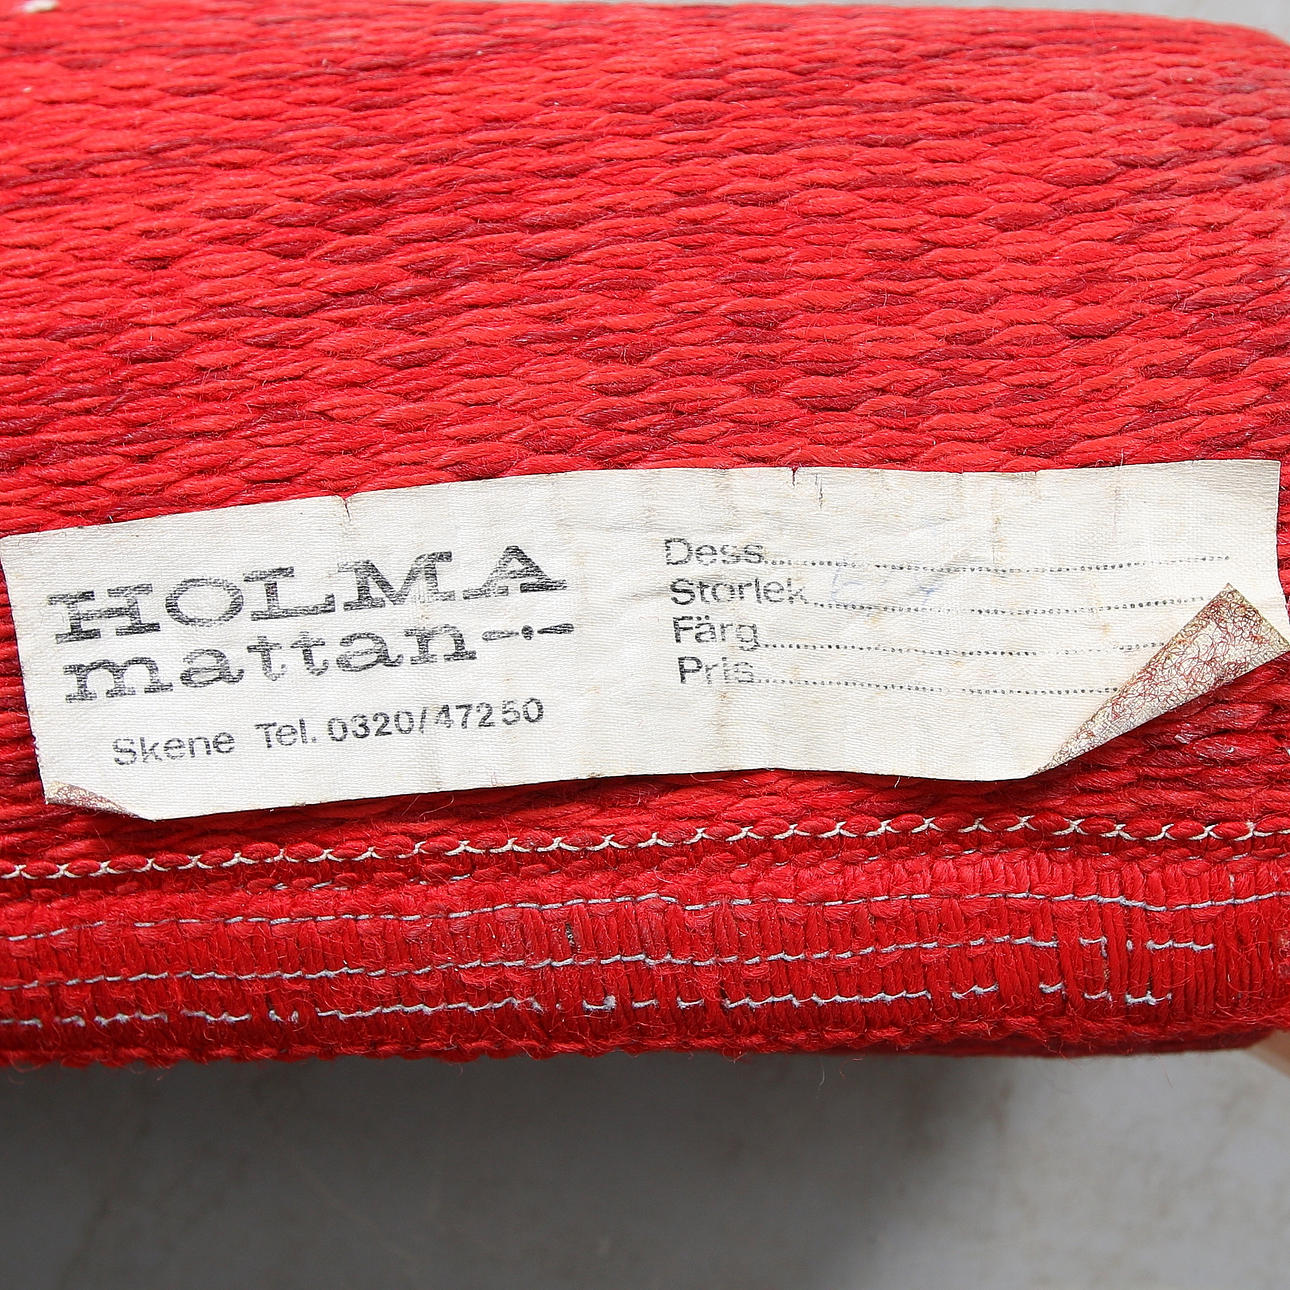 HOLMA
mattan
Skene Tel. 0320/47250
Dess
Storlek
Färg
Pris